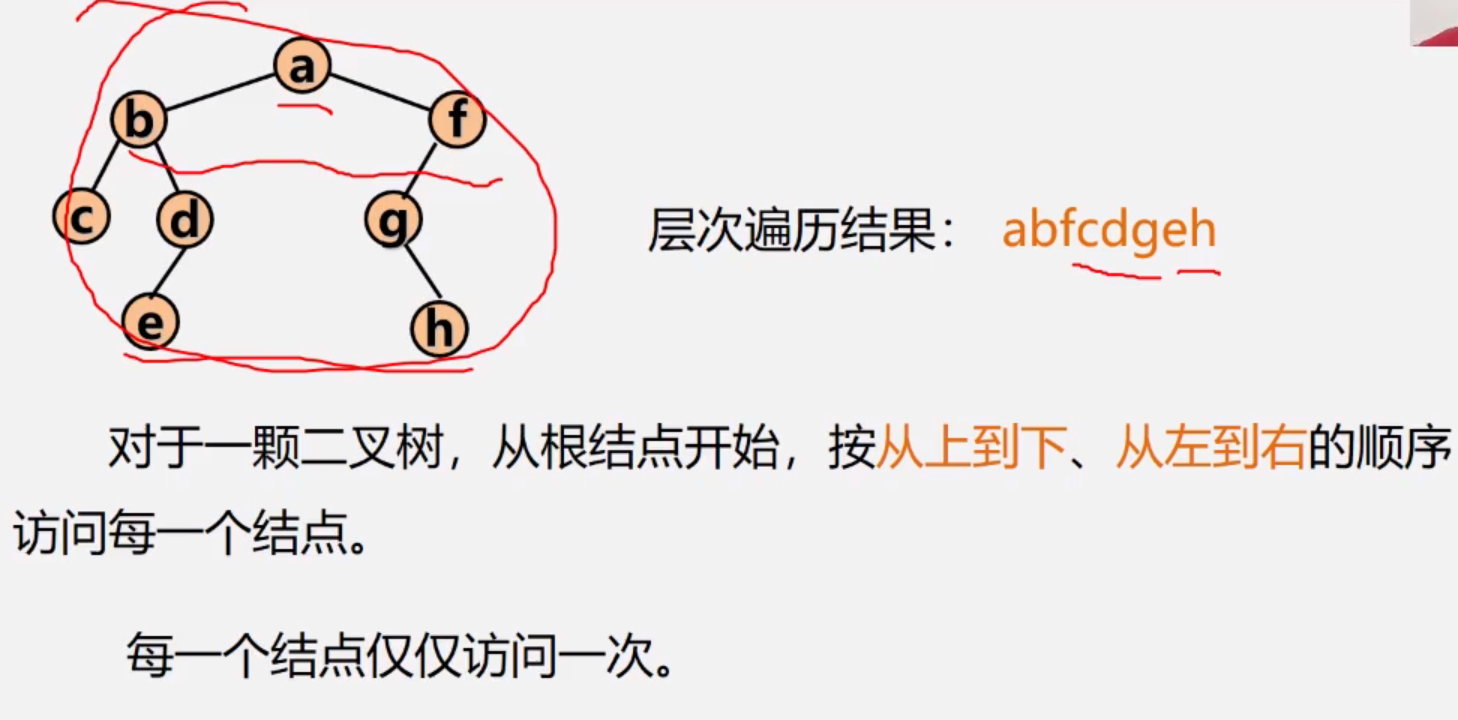 a
b f
c d g
层次遍历结果： abfcdgeh
e h
对于一颗二叉树，从根结点开始，按从上到下、从左到右的顺序
访问每一个结点。
每一个结点仅仅访问一次。